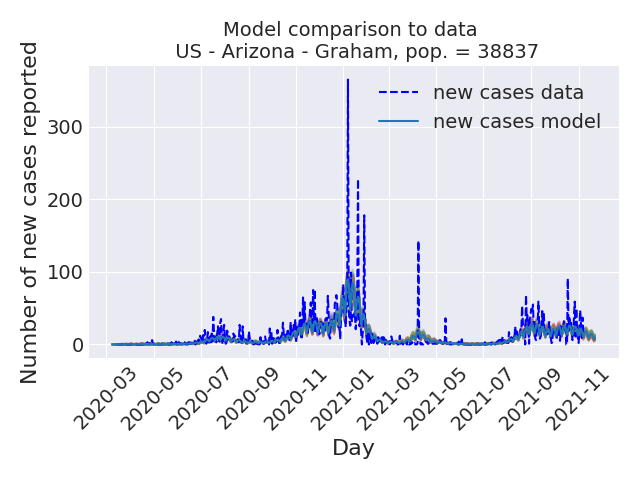 Model comparison to data
US - Arizona - Graham, pop. = 38837
new cases data
new cases model
Number of new cases reported
300
200
100
0
2020-03
2020-05
2020-07
2020-09
2020-11
2021-01
2021-03
2021-05
2021-07
2021-09
2021-11
Day